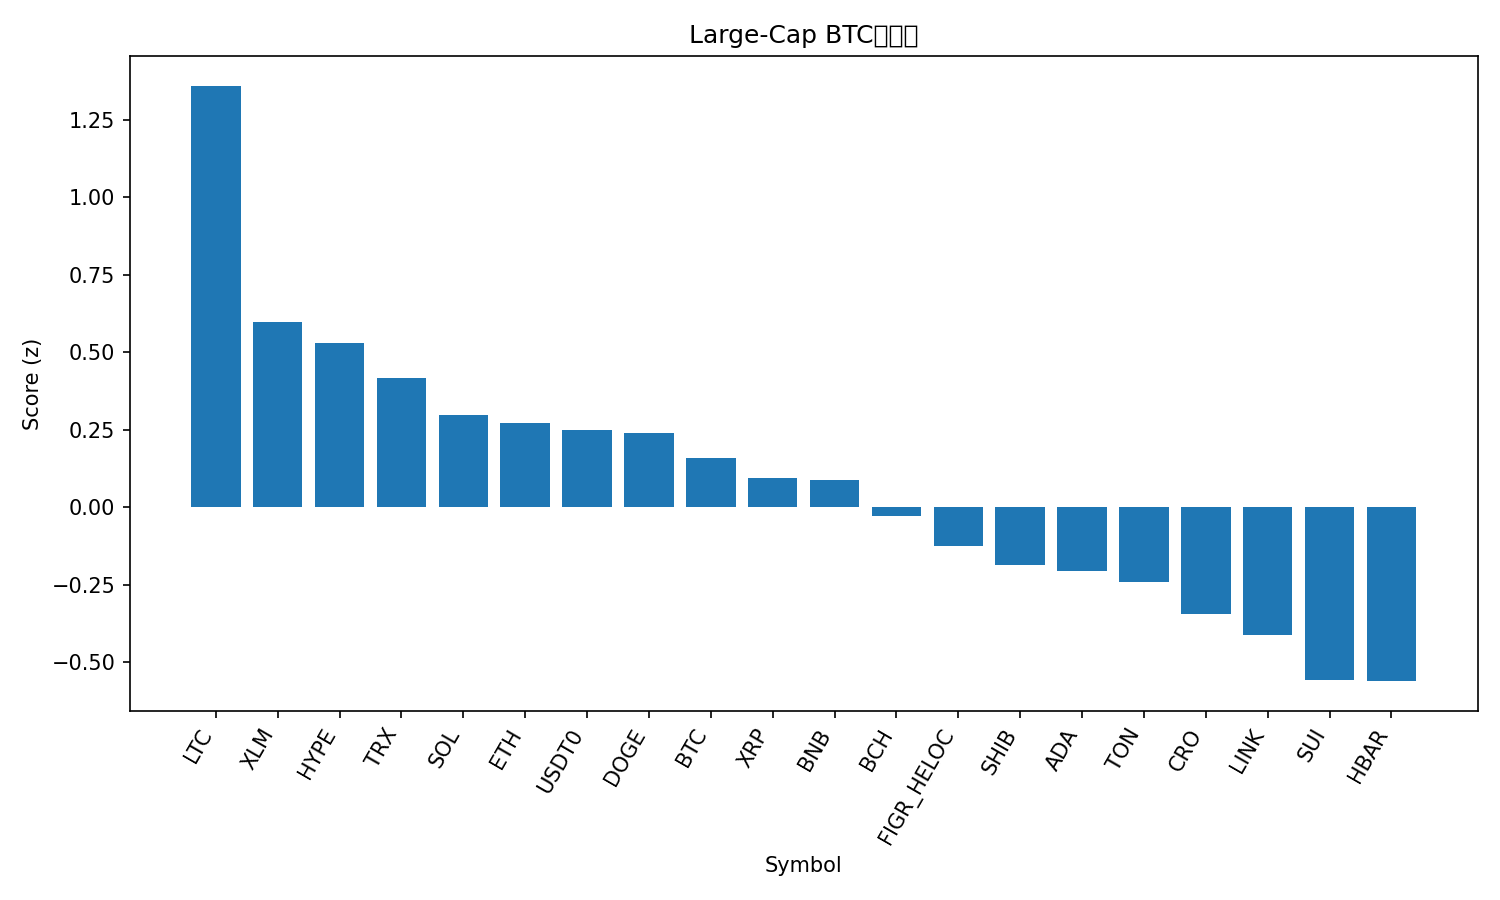 Large-Cap BTC
Score (z)
1.25
1.00
0.75
0.50
0.25
0.00
−0.25
−0.50
LTC
XLM
HYPE
TRX
SOL
ETH
USDT0
DOGE
BTC
XRP
BNB
BCH
FIGR_HELOC
SHIB
ADA
TON
CRO
LINK
SUI
HBAR
Symbol